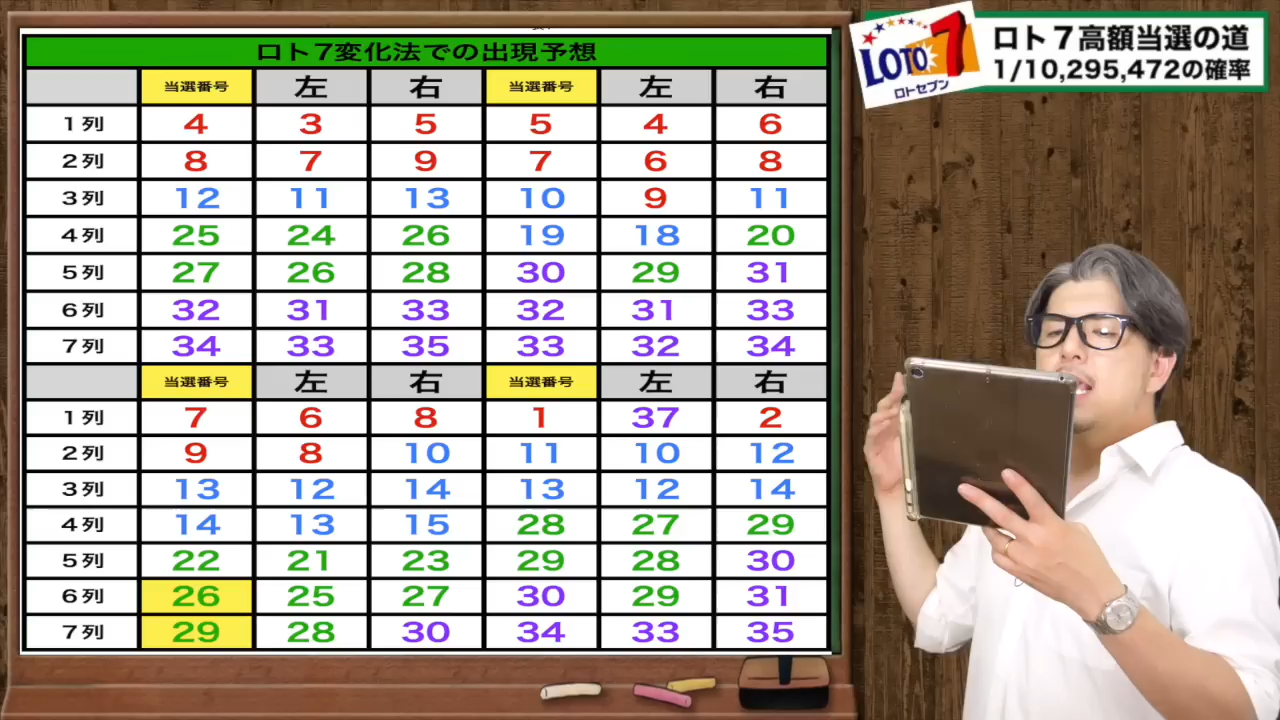 ロト7変化法での出現予想
当選番号 左 右 当選番号 左 右
1列 4 3 5 5 4 6
2列 8 7 9 7 6 8
3列 12 11 13 10 9 11
4列 25 24 26 19 18 20
5列 27 26 28 30 29 31
6列 32 31 33 32 31 33
7列 34 33 35 33 32 34
当選番号 左 右 当選番号 左 右
1列 7 6 8 1 37 2
2列 9 8 10 11 10 12
3列 13 12 14 13 12 14
4列 14 13 15 28 27 29
5列 22 21 23 29 28 30
6列 26 25 27 30 29 31
7列 29 28 30 34 33 35
LOTO 7
ロトセブン
ロト7高額当選の道
1/10,295,472の確率